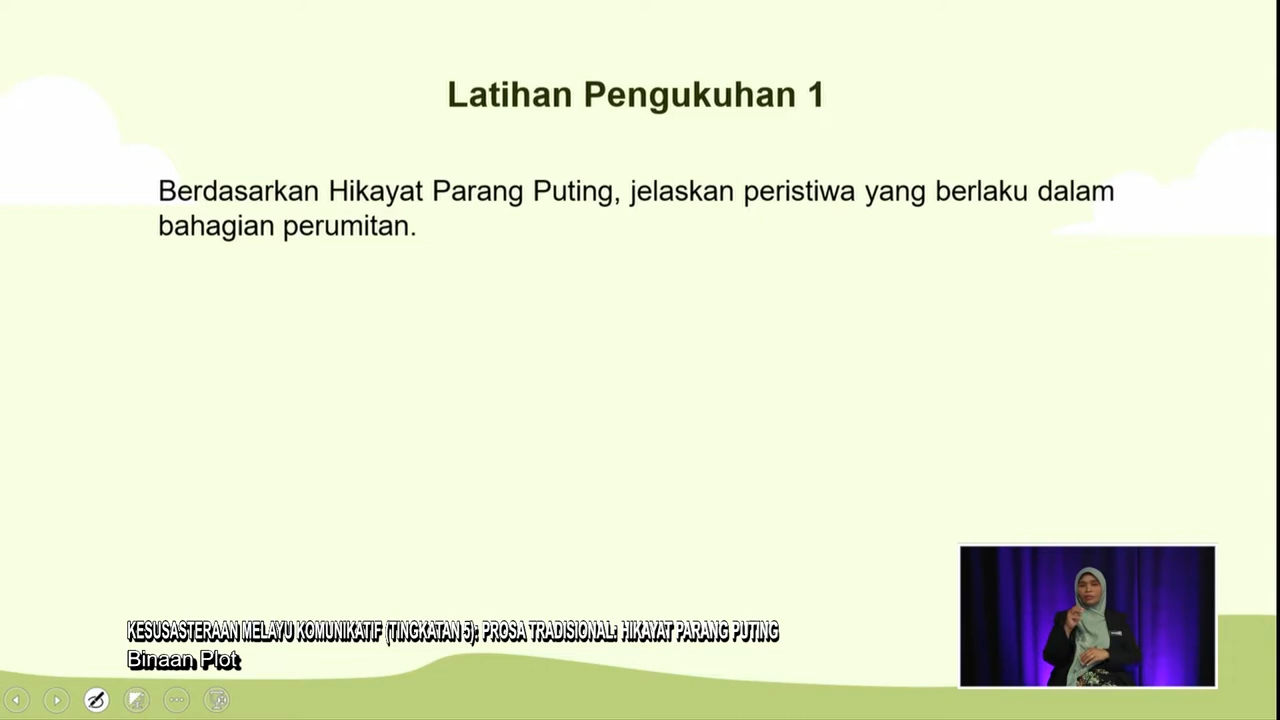 Latihan Pengukuhan 1
Berdasarkan Hikayat Parang Puting, jelaskan peristiwa yang berlaku dalam
bahagian perumitan.
KESUSASTERAAN MELAYU KOMUNIKATIF (TINGKATAN 5): PROSA TRADISIONAL: HIKAYAT PARANG PUTING
Binaan Plot